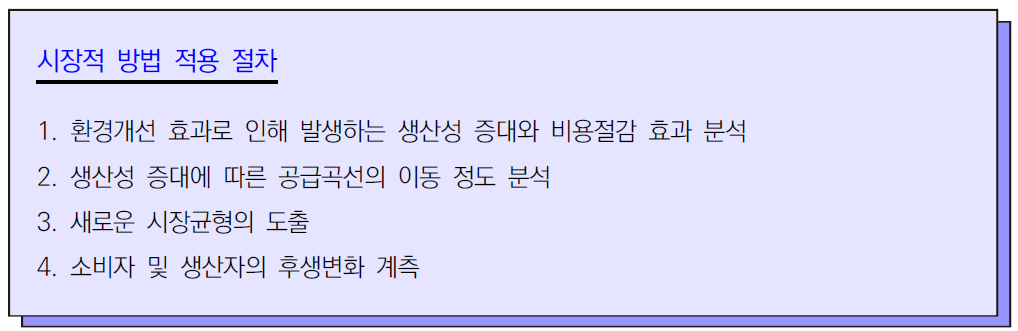 시장적 방법 적용 절차
1. 환경개선 효과로 인해 발생하는 생산성 증대와 비용절감 효과 분석
2. 생산성 증대에 따른 공급곡선의 이동 정도 분석
3. 새로운 시장균형의 도출
4. 소비자 및 생산자의 후생변화 계측